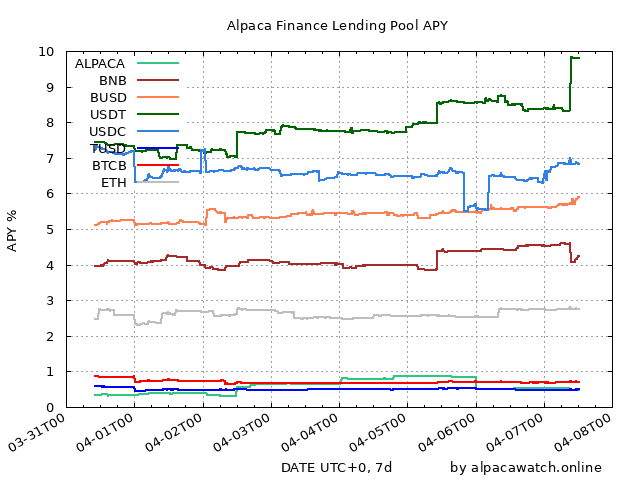 Alpaca Finance Lending Pool APY
10
9
8
7
6
5
4
3
2
1
0
APY %
ALPACA
BNB
BUSD
USDT
USDC
TUSD
BTCB
ETH
03-31T00
04-01T00
04-02T00
04-03T00
04-04T00
04-05T00
04-06T00
04-07T00
04-08T00
DATE UTC+0, 7d
by alpacawatch.online